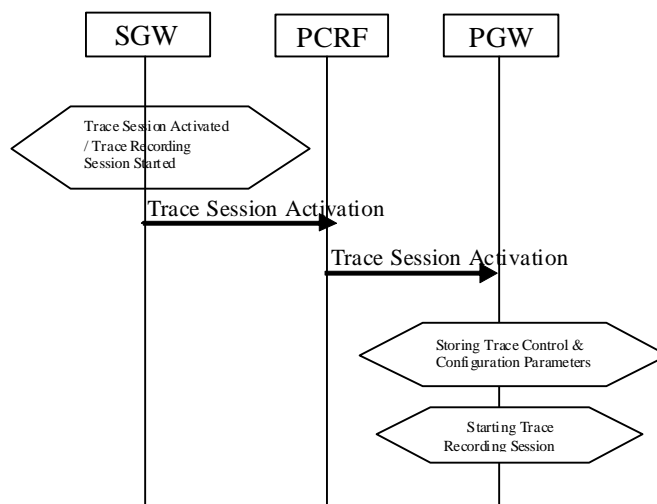 SGW
PCRF
PGW
Trace Session Activated
/ Trace Recording
Session Started
Trace Session Activation
Trace Session Activation
Storing Trace Control &
Configuration Parameters
Starting Trace
Recording Session